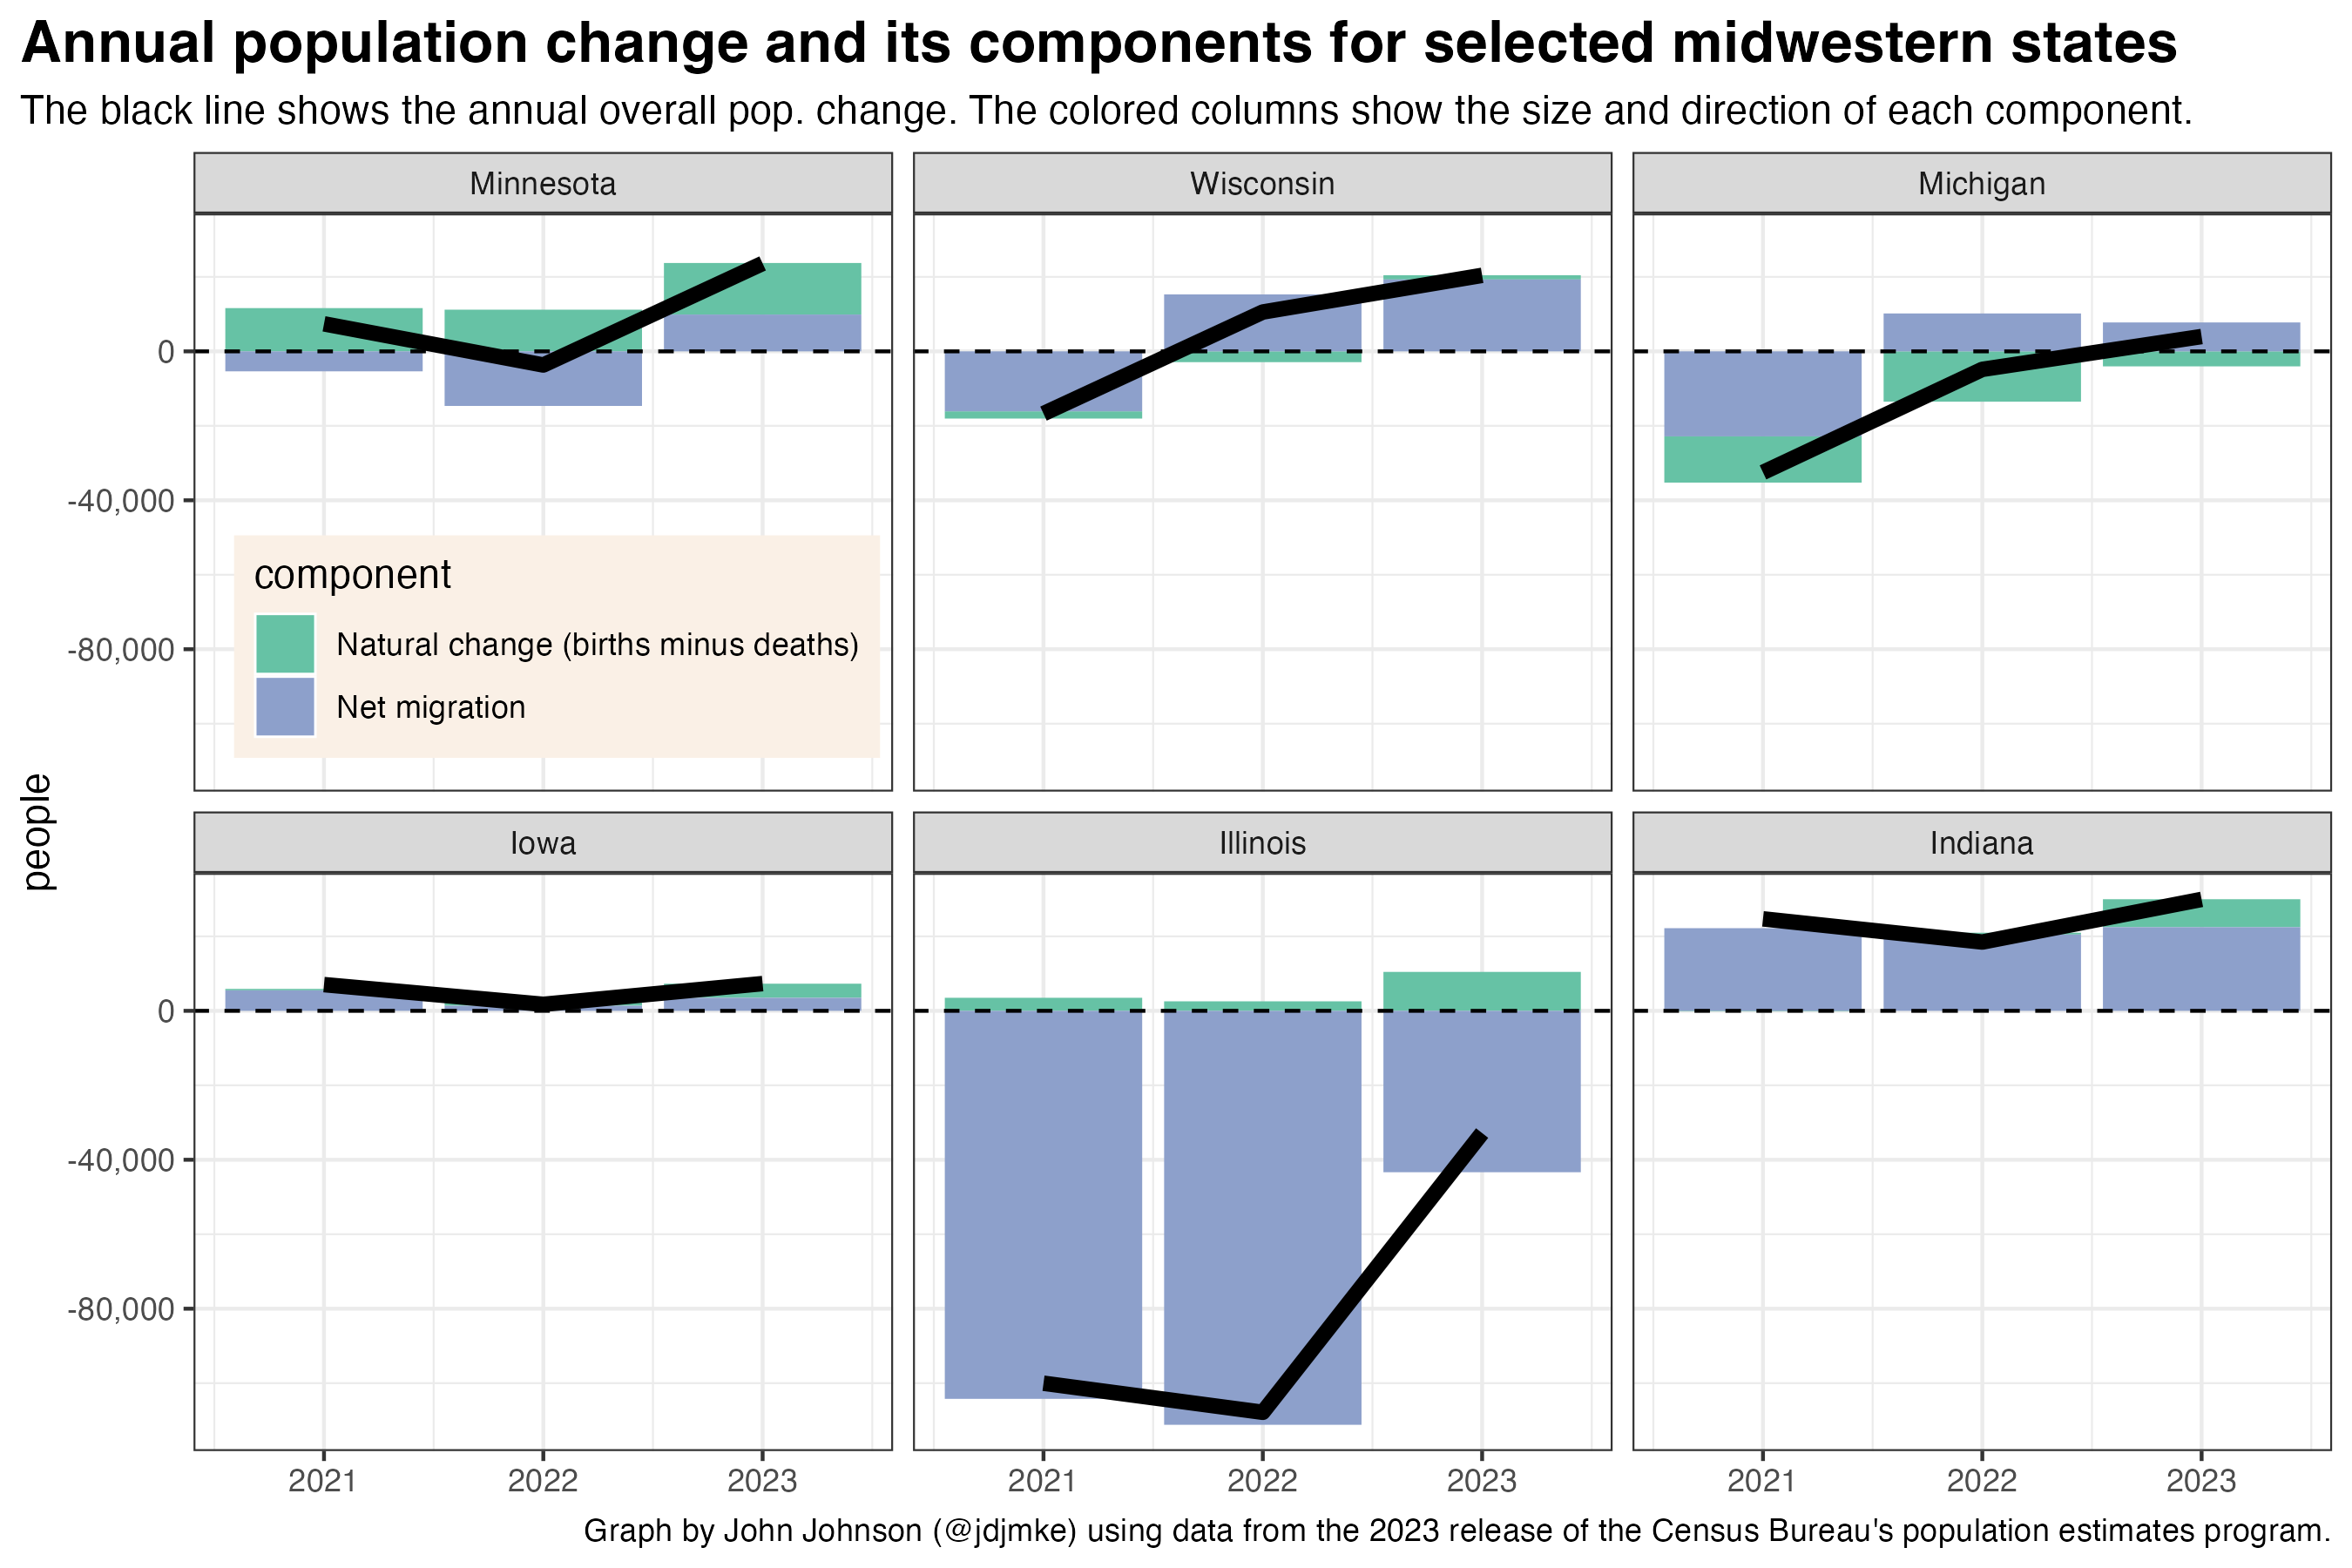 Annual population change and its components for selected midwestern states
The black line shows the annual overall pop. change. The colored columns show the size and direction of each component.
Minnesota
Wisconsin
Michigan
0
-40,000
-80,000
component
Natural change (births minus deaths)
Net migration
people
Iowa
Illinois
Indiana
0
-40,000
-80,000
2021 2022 2023
2021 2022 2023
2021 2022 2023
Graph by John Johnson (@jdjmke) using data from the 2023 release of the Census Bureau's population estimates program.